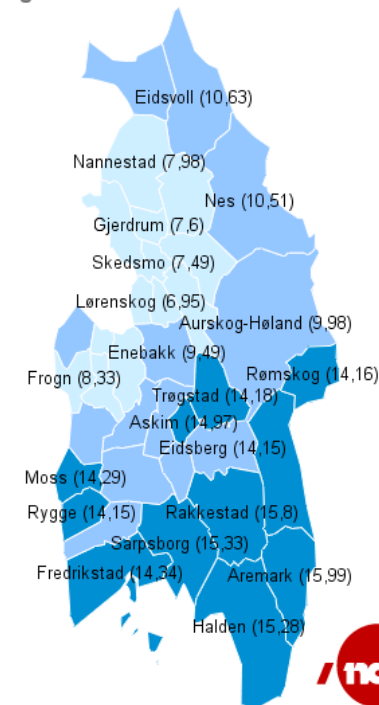 Eidsvoll (10,63)
Nannestad (7,98)
Nes (10,51)
Gjerdrum (7,6)
Skedsmo (7,49)
Lørenskog (6,95)
Aurskog-Høland (9,98)
Enebakk (9,49)
Frogn (8,33)
Rømskog (14,16)
Trøgstad (14,18)
Askim (14,97)
Eidsberg (14,15)
Moss (14,29)
Rygge (14,15)
Rakkestad (15,8)
Sarpsborg (15,33)
Fredrikstad (14,34)
Aremark (15,99)
Halden (15,28)